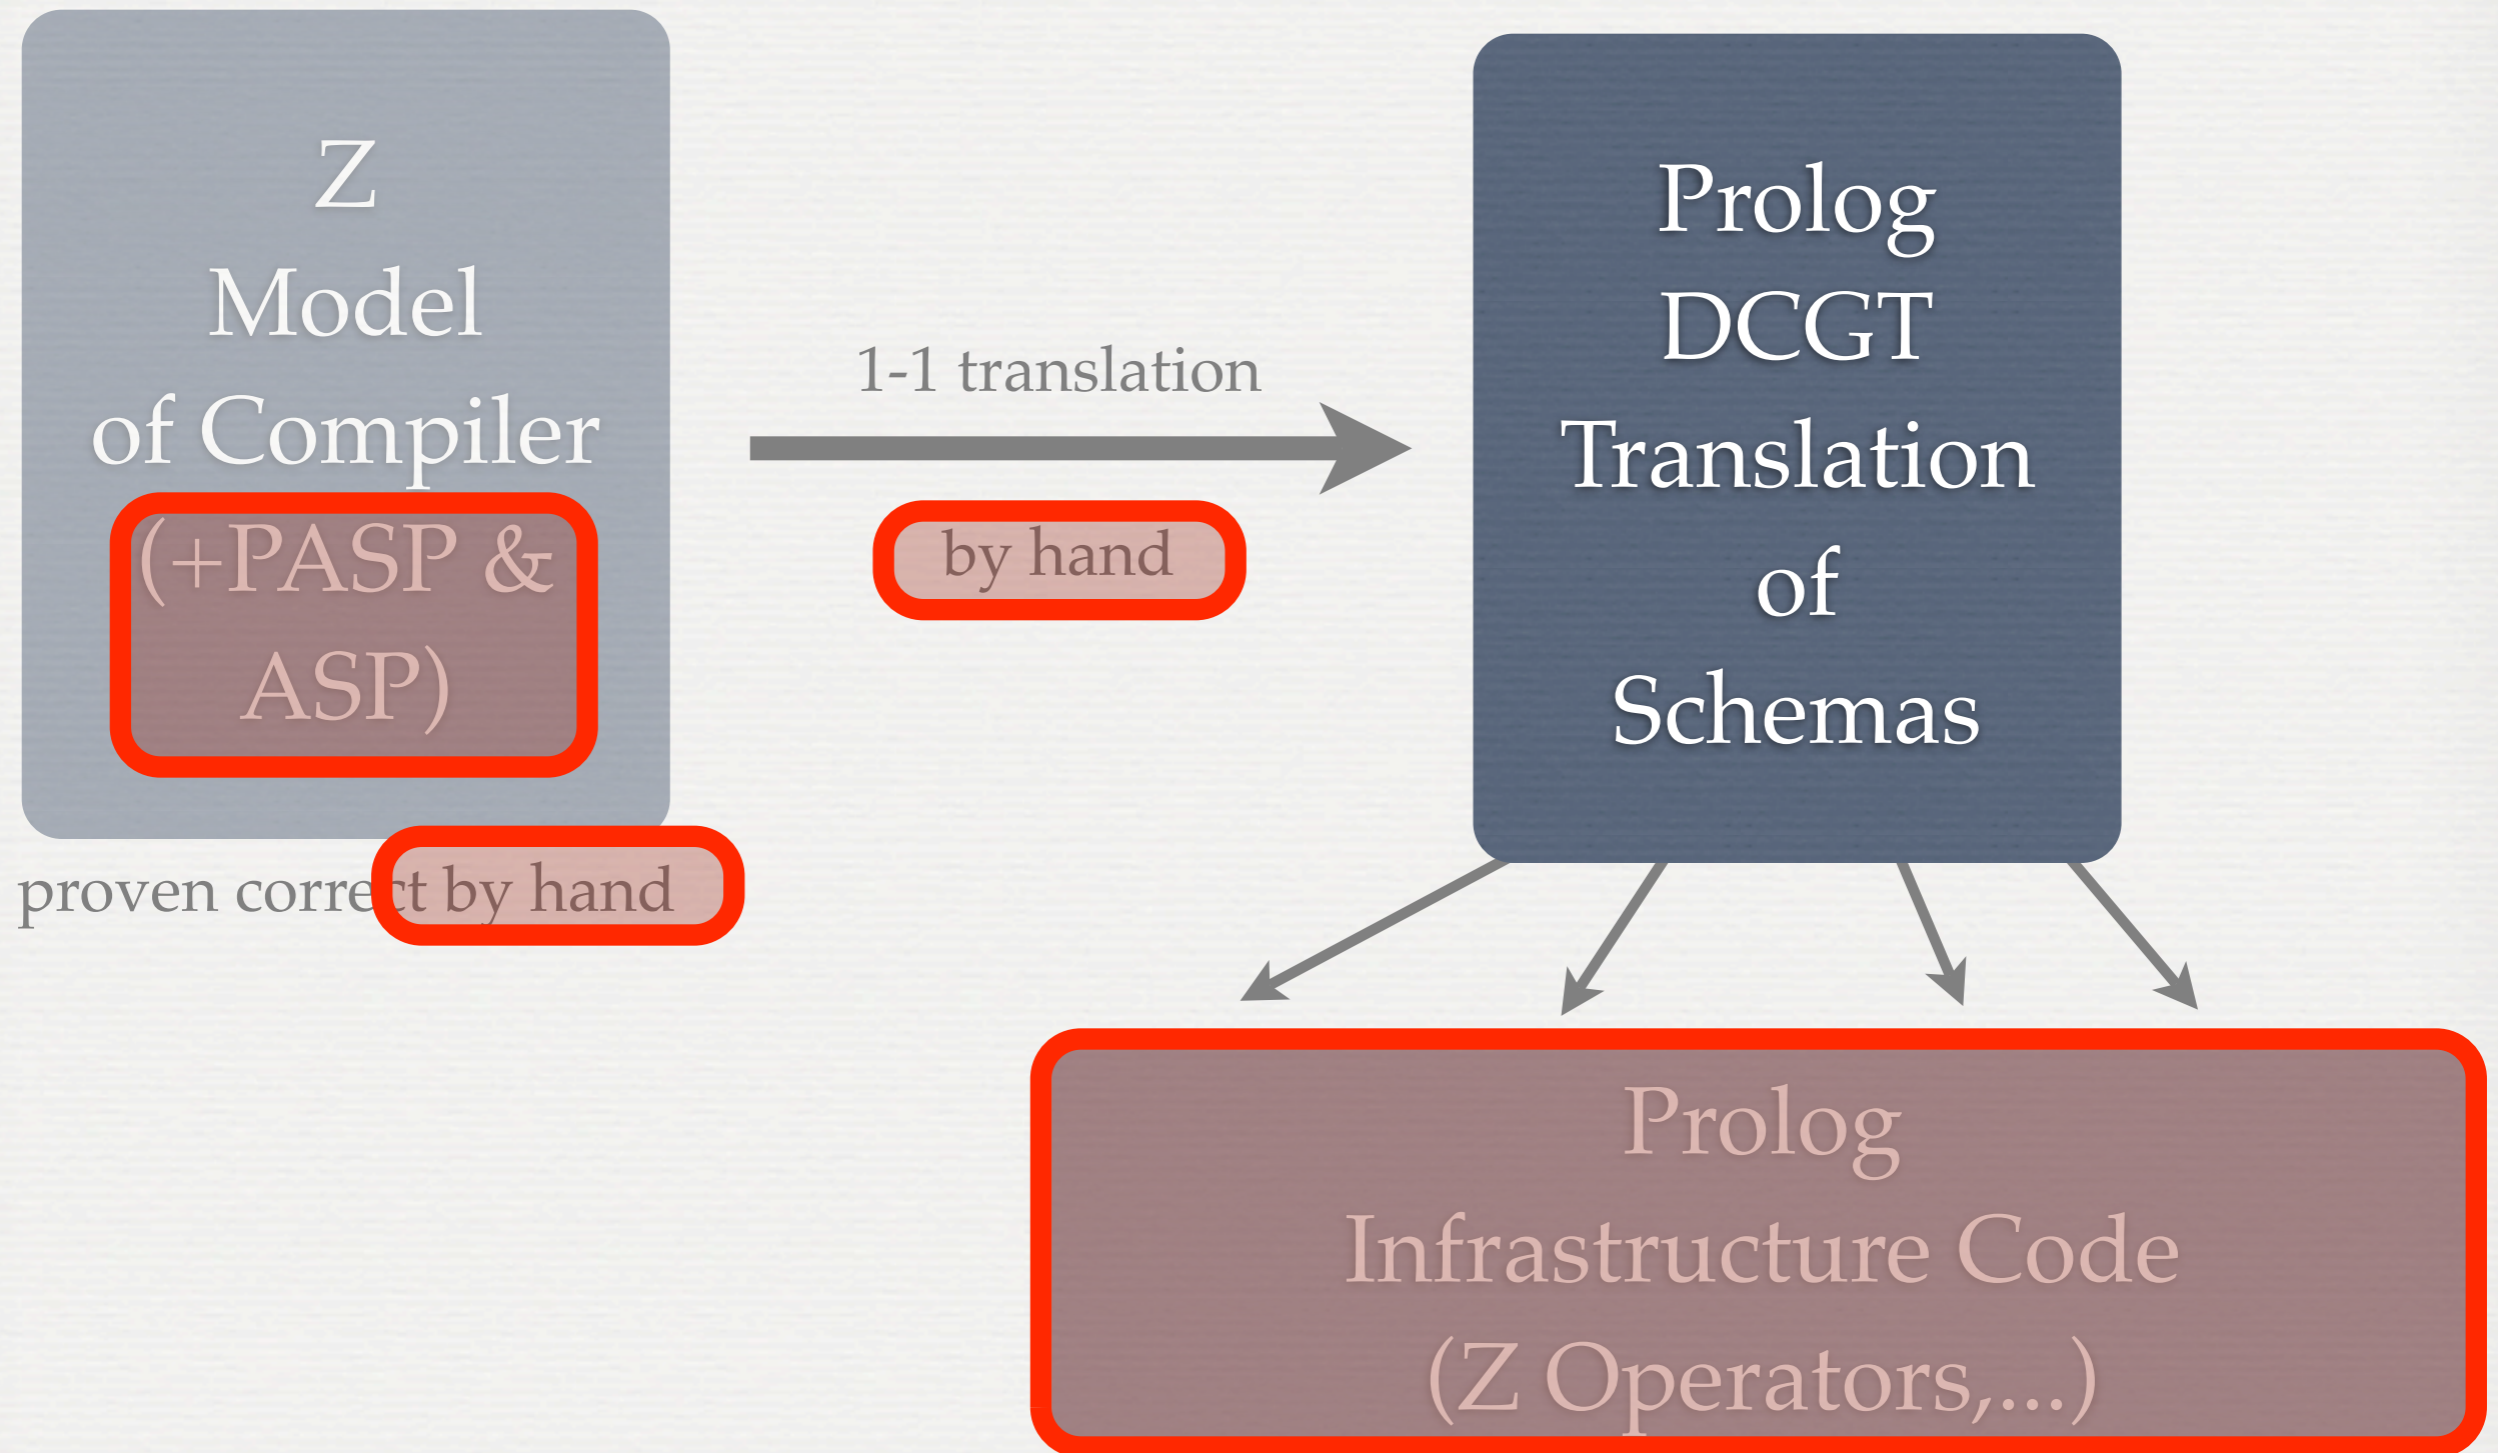 Z
Model
of Compiler
(+PASP &
ASP)
proven correct by hand
1-1 translation
by hand
Prolog
DCGT
Translation
of
Schemas
Prolog
Infrastructure Code
(Z Operators,...)